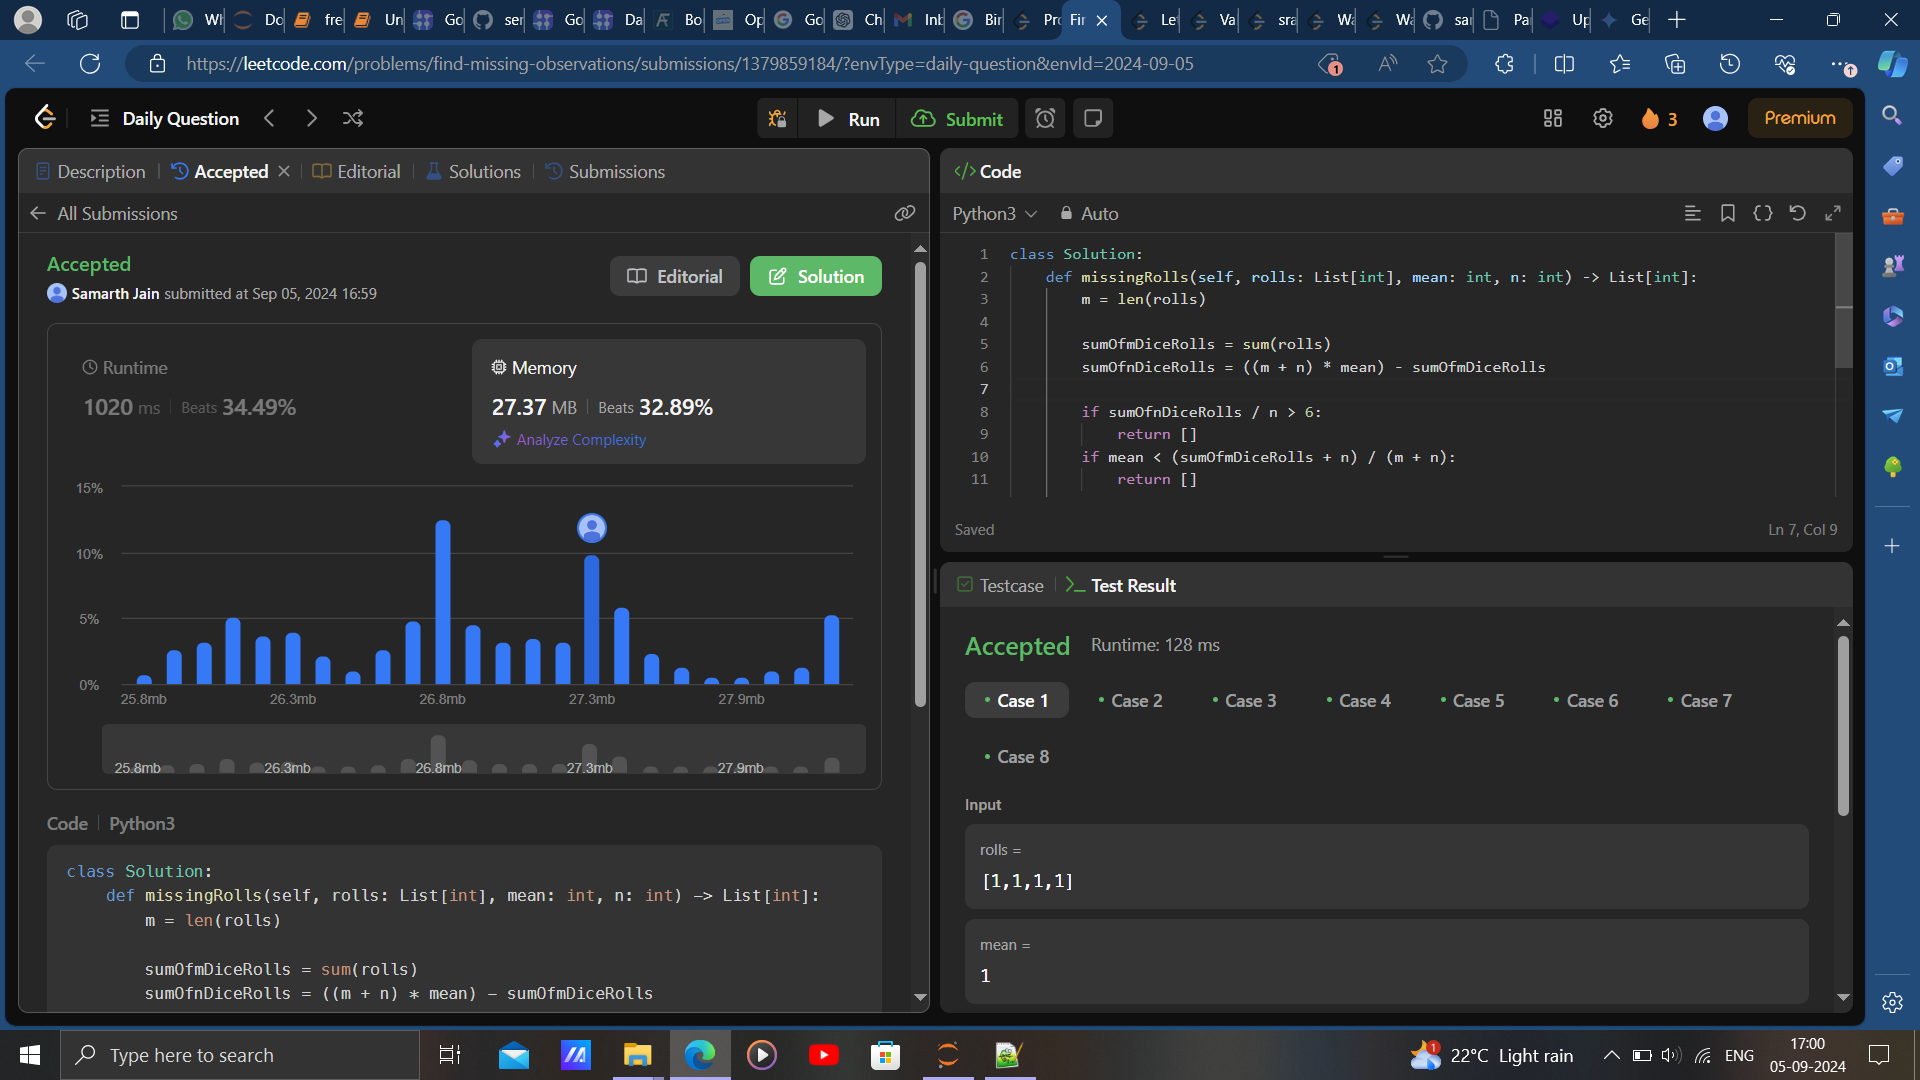 Wh
Do
fre
Un
Go
ser
Go
Da
Bo
Op
Go
Ch
Inb
Bin
Pro
Fin
Le
Va
sra
Wa
Wa
sar
Pa
Up
Ge
https://leetcode.com/problems/find-missing-observations/submissions/1379859184/?envType=daily-question&envId=2024-09-05
Daily Question
Run
Submit
3
Premium
Description
Accepted
Editorial
Solutions
Submissions
All Submissions
Accepted
Samarth Jain submitted at Sep 05, 2024 16:59
Editorial
Solution
Runtime
1020 ms | Beats 34.49%
Memory
27.37 MB | Beats 32.89%
Analyze Complexity
15%
10%
5%
0%
25.8mb 26.3mb 26.8mb 27.3mb 27.9mb
25.8mb 26.3mb 26.8mb 27.3mb 27.9mb
Code | Python3
class Solution:
def missingRolls(self, rolls: List[int], mean: int, n: int) -> List[int]:
m = len(rolls)
sumOfmDiceRolls = sum(rolls)
sumOfnDiceRolls = ((m + n) * mean) - sumOfmDiceRolls
Code
Python3
Auto
1 class Solution:
2 def missingRolls(self, rolls: List[int], mean: int, n: int) -> List[int]:
3 m = len(rolls)
4
5 sumOfmDiceRolls = sum(rolls)
6 sumOfnDiceRolls = ((m + n) * mean) - sumOfmDiceRolls
7
8 if sumOfnDiceRolls / n > 6:
9 return []
10 if mean < (sumOfmDiceRolls + n) / (m + n):
11 return []
Saved
Ln 7, Col 9
Testcase
Test Result
Accepted Runtime: 128 ms
Case 1 Case 2 Case 3 Case 4 Case 5 Case 6 Case 7
Case 8
Input
rolls =
[1,1,1,1]
mean =
1
Type here to search
22°C Light rain
ENG
17:00
05-09-2024